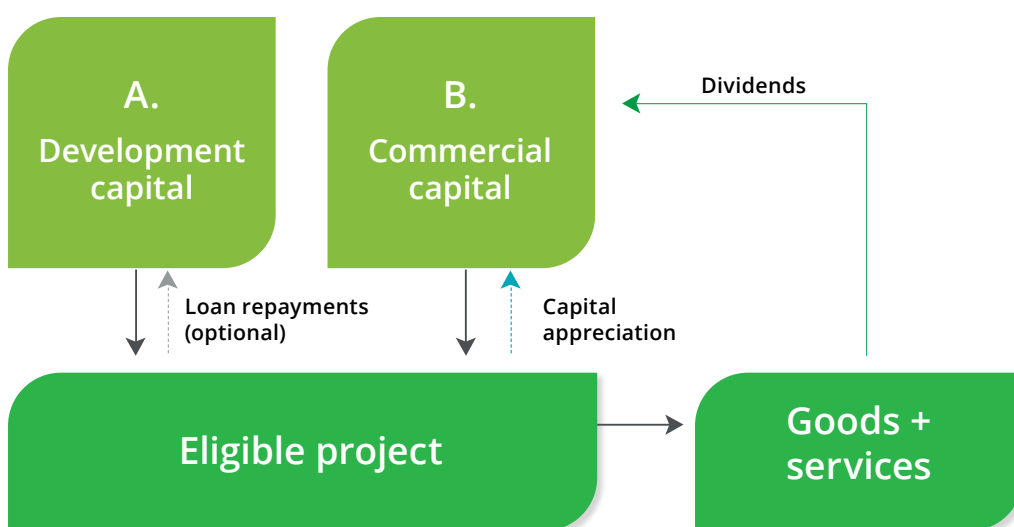 A.
Development
capital
B.
Commercial
capital
Dividends
Loan repayments
(optional)
Capital
appreciation
Eligible project
Goods +
services